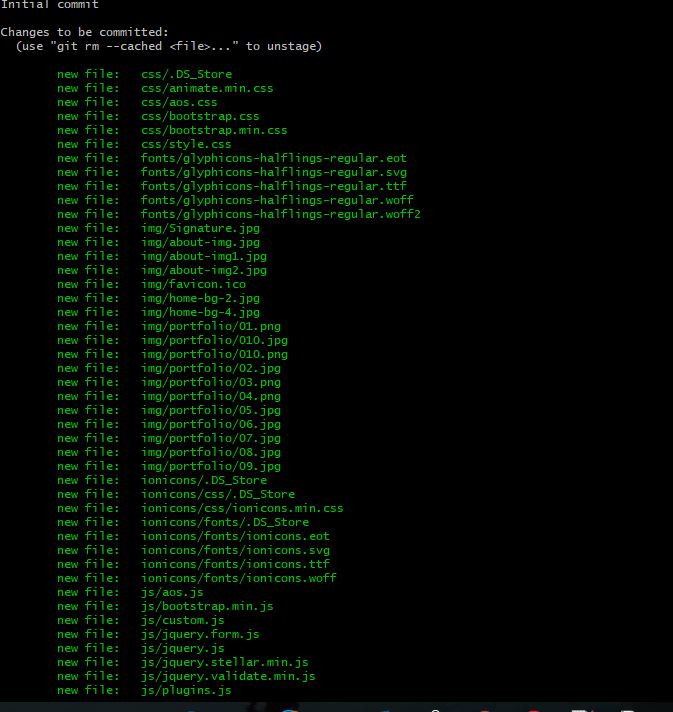 Initial commit
Changes to be committed:
(use "git rm --cached <file>..." to unstage)
new file: css/.DS_Store
new file: css/animate.min.css
new file: css/aos.css
new file: css/bootstrap.css
new file: css/bootstrap.min.css
new file: css/style.css
new file: fonts/glyphicons-halflings-regular.eot
new file: fonts/glyphicons-halflings-regular.svg
new file: fonts/glyphicons-halflings-regular.ttf
new file: fonts/glyphicons-halflings-regular.woff
new file: fonts/glyphicons-halflings-regular.woff2
new file: img/Signature.jpg
new file: img/about-img.jpg
new file: img/about-img1.jpg
new file: img/about-img2.jpg
new file: img/favicon.ico
new file: img/home-bg-2.jpg
new file: img/home-bg-4.jpg
new file: img/portfolio/01.png
new file: img/portfolio/010.jpg
new file: img/portfolio/010.png
new file: img/portfolio/02.jpg
new file: img/portfolio/03.png
new file: img/portfolio/04.png
new file: img/portfolio/05.jpg
new file: img/portfolio/06.jpg
new file: img/portfolio/07.jpg
new file: img/portfolio/08.jpg
new file: img/portfolio/09.jpg
new file: ionicons/.DS_Store
new file: ionicons/css/.DS_Store
new file: ionicons/css/ionicons.min.css
new file: ionicons/fonts/.DS_Store
new file: ionicons/fonts/ionicons.eot
new file: ionicons/fonts/ionicons.svg
new file: ionicons/fonts/ionicons.ttf
new file: ionicons/fonts/ionicons.woff
new file: js/aos.js
new file: js/bootstrap.min.js
new file: js/custom.js
new file: js/jquery.form.js
new file: js/jquery.js
new file: js/jquery.stellar.min.js
new file: js/jquery.validate.min.js
new file: js/plugins.js